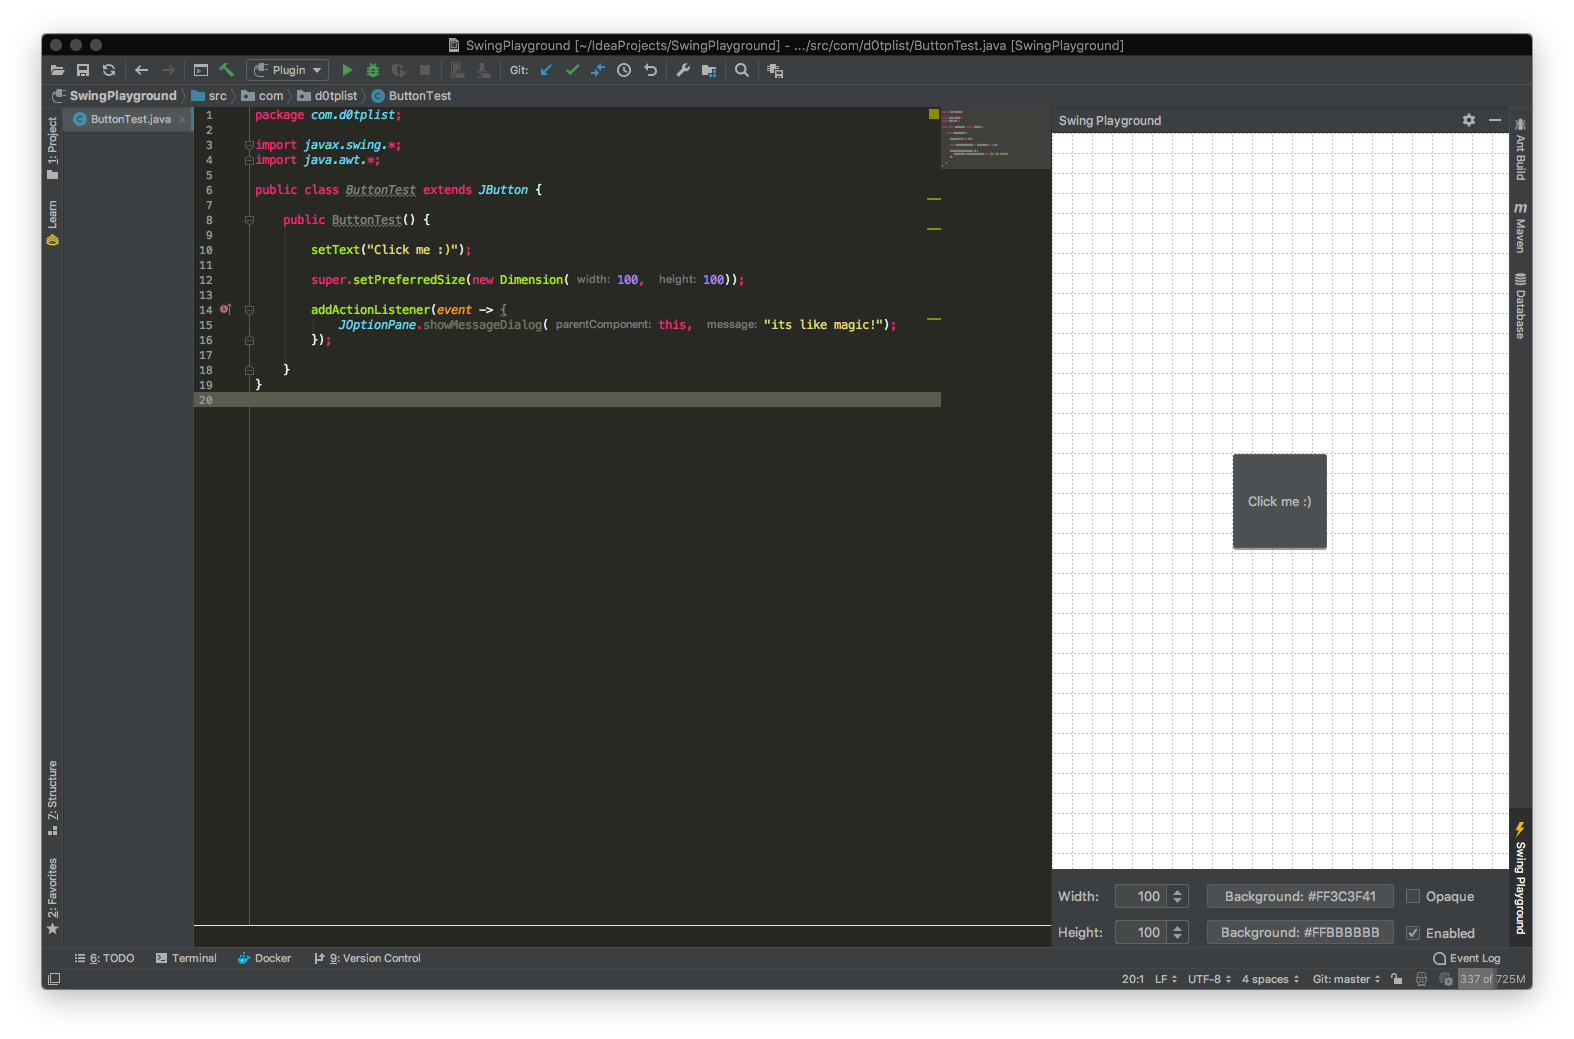 SwingPlayground [~/IdeaProjects/SwingPlayground] - .../src/com/d0tplist/ButtonTest.java [SwingPlayground]
Plugin Git:
SwingPlayground src com d0tplist ButtonTest
1: Project
Learn
Z: Structure
2: Favorites
ButtonTest.java
1 package com.d0tplist;
2
3 import javax.swing.*;
4 import java.awt.*;
5
6 public class ButtonTest extends JButton {
7
8 public ButtonTest() {
9
10 setText("Click me :)");
11
12 super.setPreferredSize(new Dimension( width: 100, height: 100));
13
14 addActionListener(event -> {
15 JOptionPane.showMessageDialog( parentComponent: this, message: "its like magic!");
16 });
17
18 }
19 }
20
Swing Playground
Click me :)
Width: 100 Background: #FF3C3F41 Opaque
Height: 100 Background: #FFBBBBBB Enabled
Ant Build
m Maven
Database
Swing Playground
6: TODO Terminal Docker 9: Version Control Event Log
20:1 LF UTF-8 4 spaces Git: master 337 of 725M